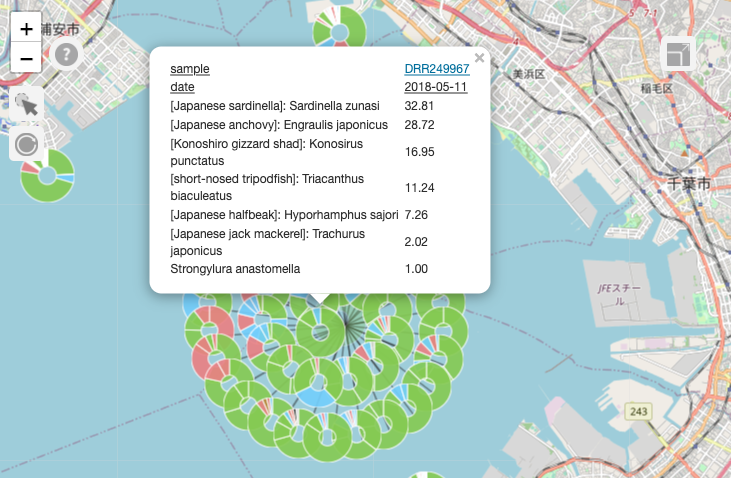 5-7-1
+
浦安市
−
?
×
sample DRR249967
date 2018-05-11
[Japanese sardinella]: Sardinella zunasi 32.81
[Japanese anchovy]: Engraulis japonicus 28.72
[Konoshiro gizzard shad]: Konosirus
punctatus 16.95
[short-nosed tripodfish]: Triacanthus
biaculeatus 11.24
[Japanese halfbeak]: Hyporhamphus sajori 7.26
[Japanese jack mackerel]: Trachurus
japonicus 2.02
Strongylura anastomella 1.00
美浜区
稲毛区
千葉市
JFEスチー
ル
243